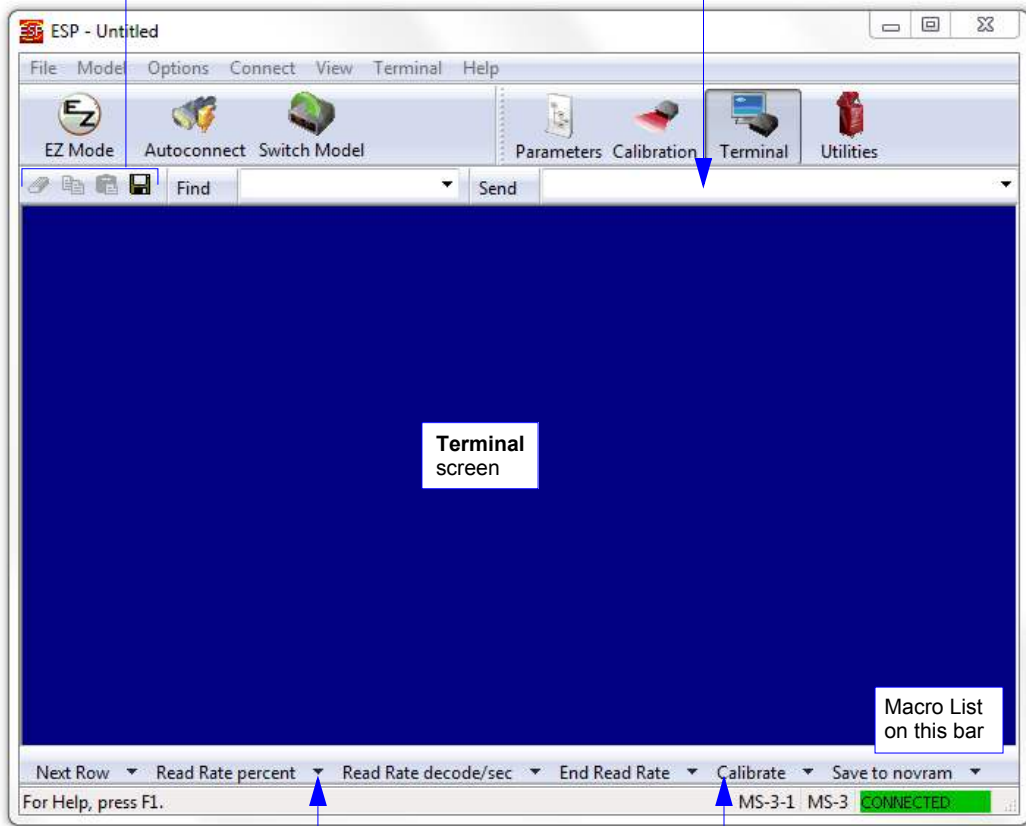 ESP - Untitled
File Model Options Connect View Terminal Help
EZ Mode Autoconnect Switch Model Parameters Calibration Terminal Utilities
Find Send
Terminal
screen
Macro List
on this bar
Next Row Read Rate percent Read Rate decode/sec End Read Rate Calibrate Save to novram
For Help, press F1. MS-3-1 MS-3 CONNECTED